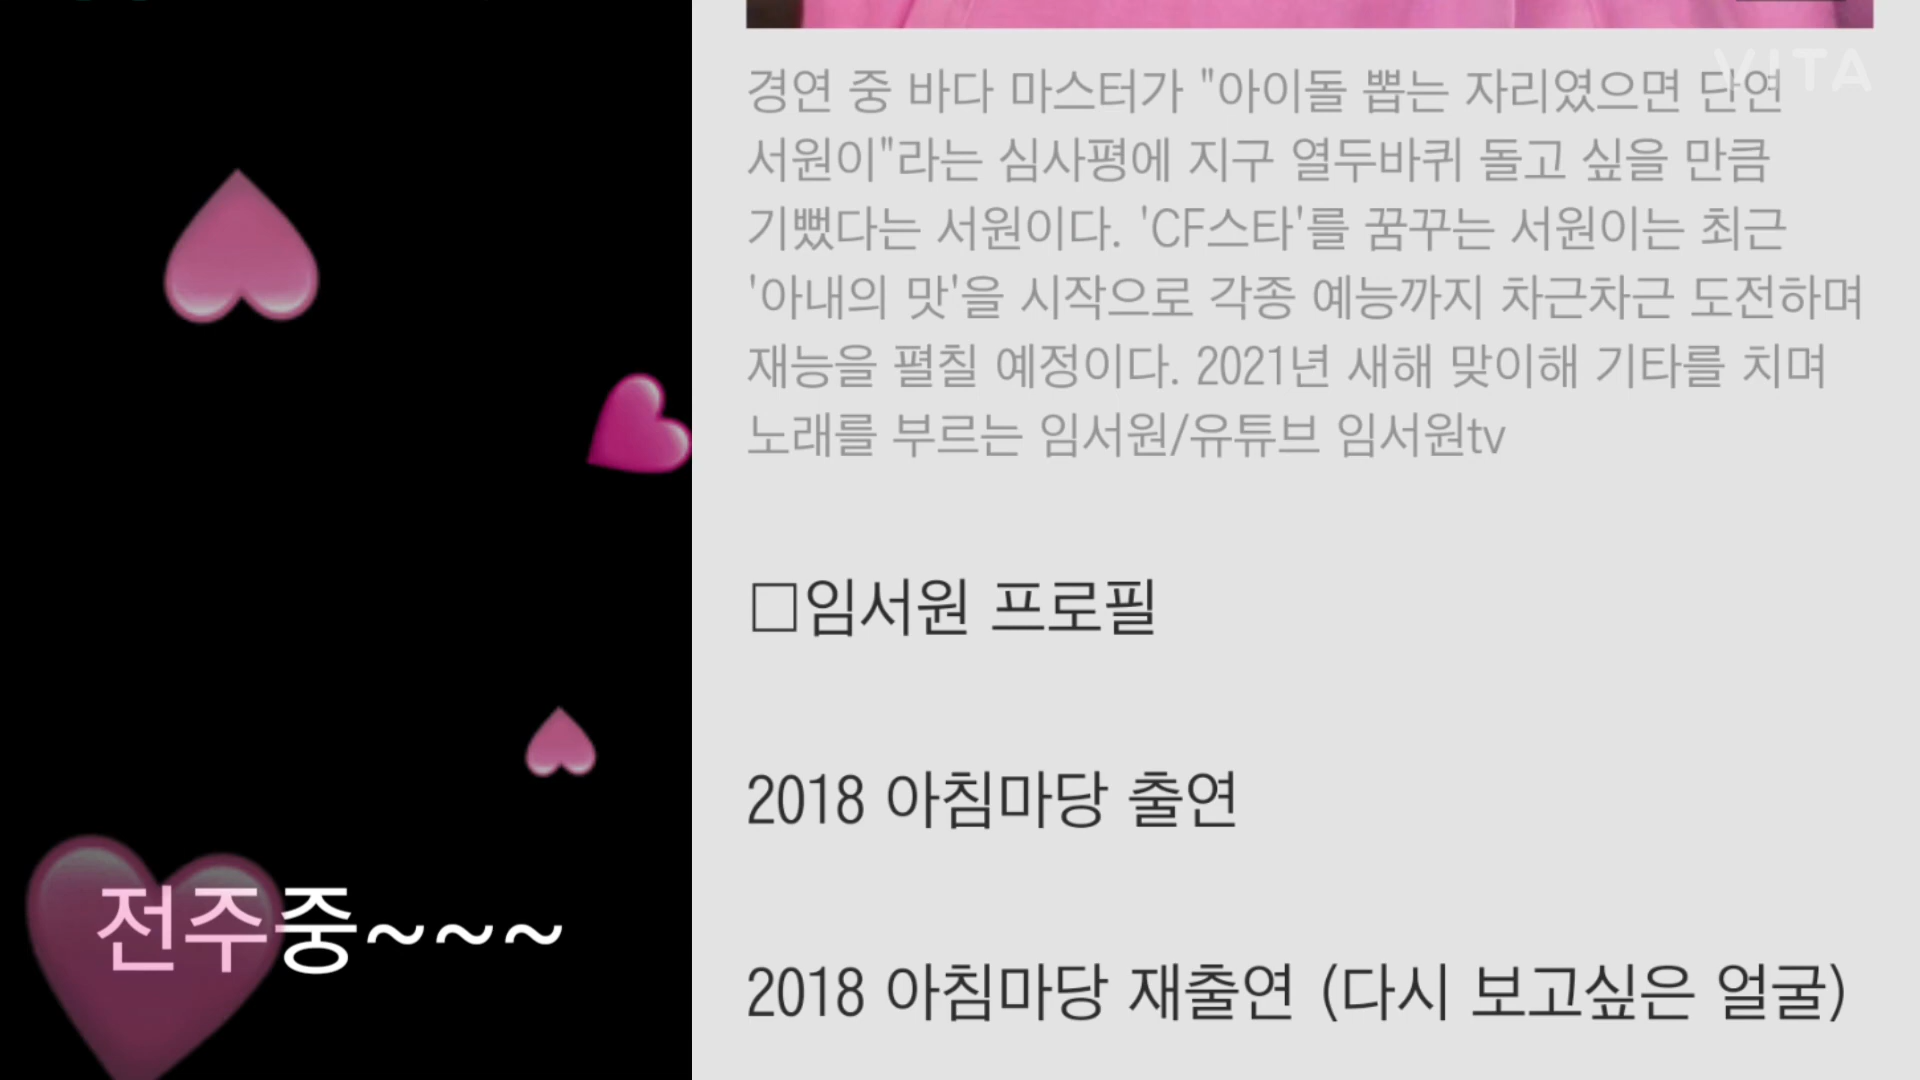 VITA
경연 중 바다 마스터가 "아이돌 뽑는 자리였으면 단연
서원이"라는 심사평에 지구 열두바퀴 돌고 싶을 만큼
기뻤다는 서원이다. 'CF스타'를 꿈꾸는 서원이는 최근
'아내의 맛'을 시작으로 각종 예능까지 차근차근 도전하며
재능을 펼칠 예정이다. 2021년 새해 맞이해 기타를 치며
노래를 부르는 임서원/유튜브 임서원tv
□임서원 프로필
2018 아침마당 출연
2018 아침마당 재출연 (다시 보고싶은 얼굴)
전주중~~~